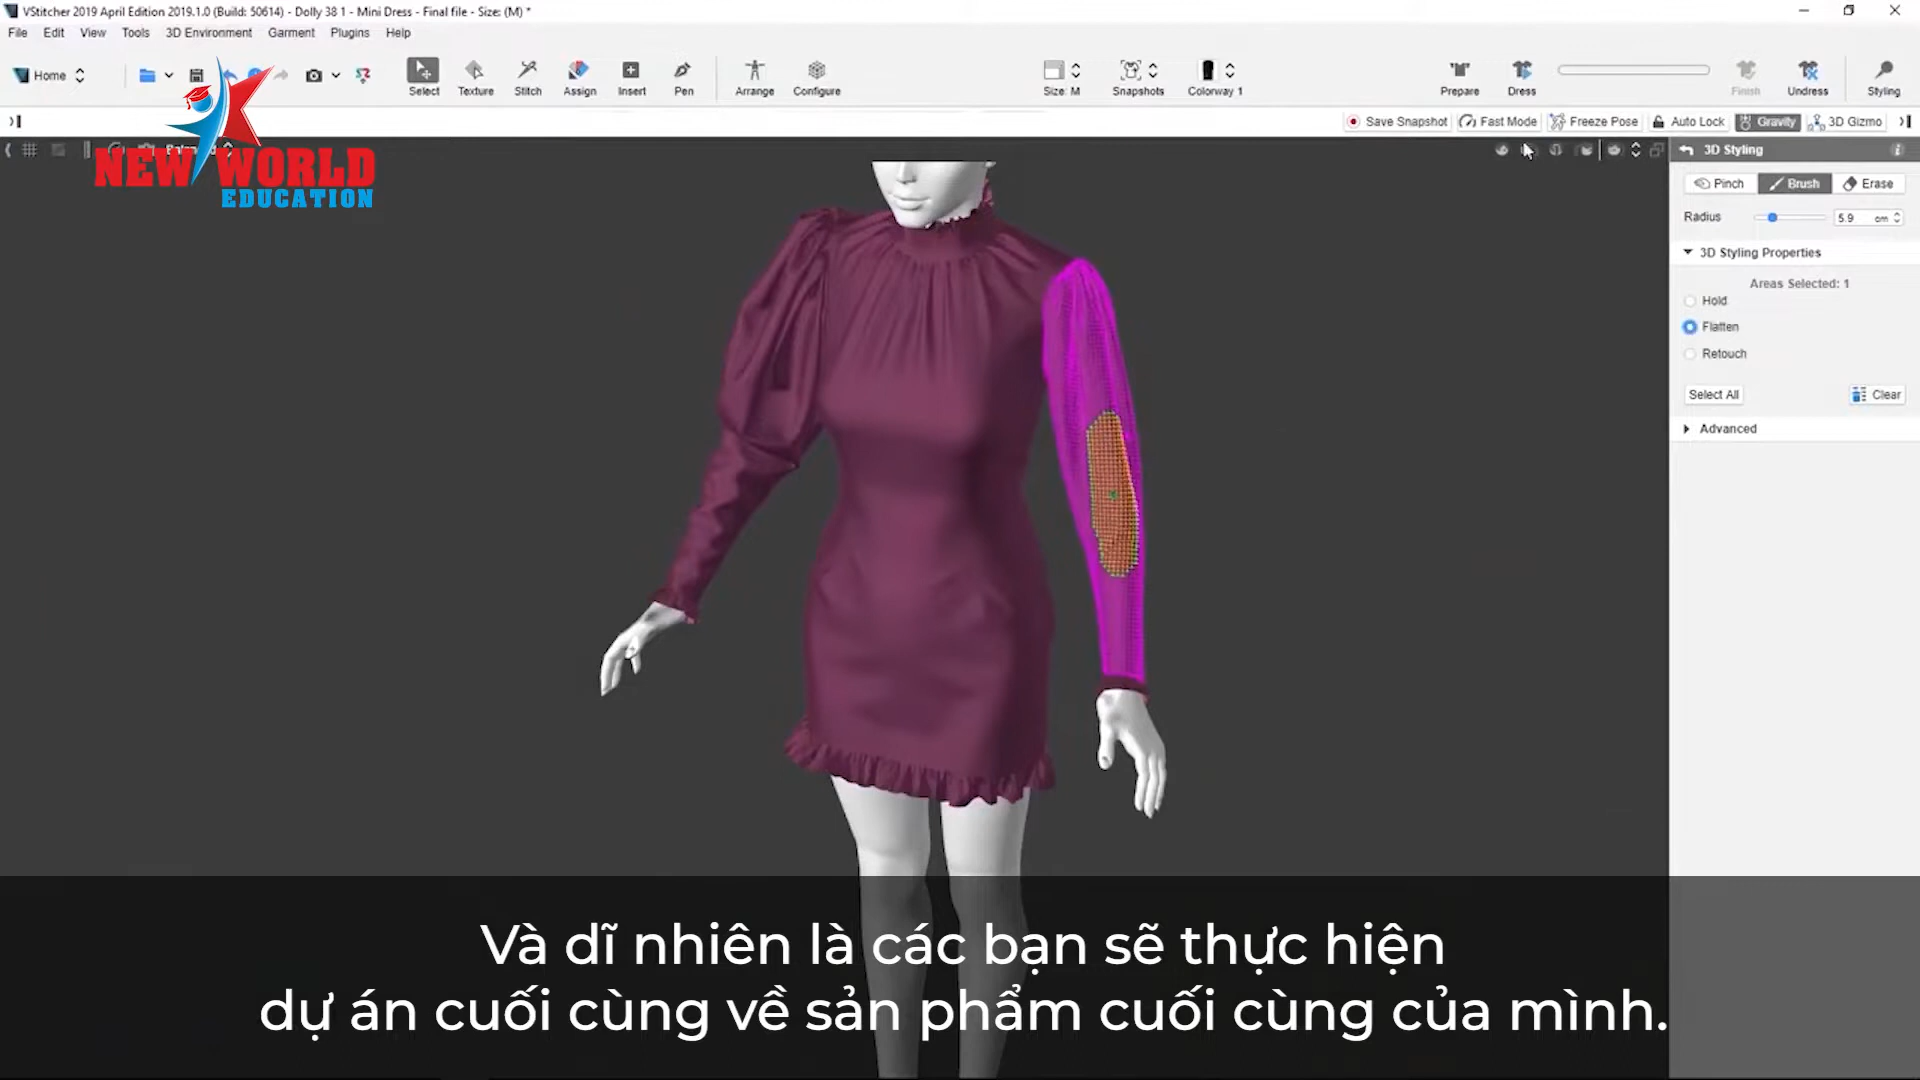 VStitcher 2019 April Edition 2019.1.0 (Build: 50614) - Dolly 38 1 - Mini Dress - Final file - Size: (M) *
File Edit View Tools 3D Environment Garment Plugins Help
Home
Select Texture Stitch Assign Insert Pen Arrange Configure Size: M Snapshots Colorway 1 Prepare Dress Finish Undress Styling
Save Snapshot Fast Mode Freeze Pose Auto Lock Gravity 3D Gizmo
3D Styling
NEW WORLD
EDUCATION
Pinch Brush Erase
Radius 5.9 cm
3D Styling Properties
Areas Selected: 1
Hold
Flatten
Retouch
Select All Clear
Advanced
Và dĩ nhiên là các bạn sẽ thực hiện
dự án cuối cùng về sản phẩm cuối cùng của mình.